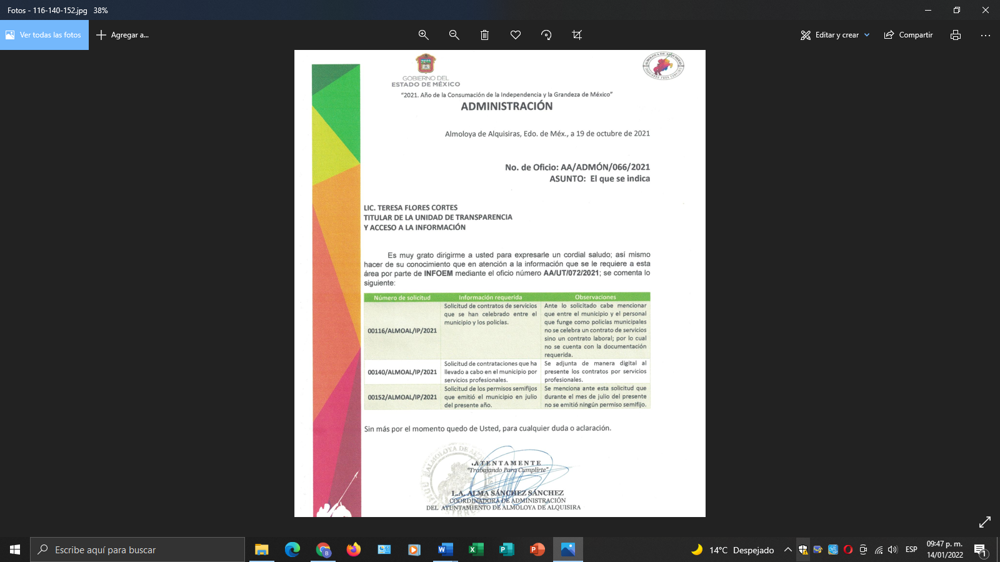 Fotos - 116-140-152.jpg 38%
Ver todas las fotos
Agregar a...
Editar y crear
Compartir
GOBIERNO DEL
ESTADO DE MÉXICO
ALMOLOYA DE ALQUISIRAS
"2021. Año de la Consumación de la Independencia y la Grandeza de México"
ADMINISTRACIÓN
Almoloya de Alquisiras, Edo. de Méx., a 19 de octubre de 2021
No. de Oficio: AA/ADMÓN/066/2021
ASUNTO: El que se indica
LIC. TERESA FLORES CORTES
TITULAR DE LA UNIDAD DE TRANSPARENCIA
Y ACCESO A LA INFORMACIÓN
Es muy grato dirigirme a usted para expresarle un cordial saludo; así mismo
hacer de su conocimiento que en atención a la información que se le requiere a esta
área por parte de INFOEM mediante el oficio número AA/UT/072/2021; se comenta lo
siguiente:
Número de solicitud Información requerida Observaciones
00116/ALMOAL/IP/2021
Solicitud de contratos de servicios
que se han celebrado entre el
municipio y los policías.
Ante lo solicitado cabe mencionar
que entre el municipio y el personal
que funge como policías municipales
no se celebra un contrato de servicios
sino un contrato laboral; por lo cual
no se cuenta con la documentación
requerida.
00140/ALMOAL/IP/2021
Solicitud de contrataciones que ha
llevado a cabo en el municipio por
servicios profesionales.
Se adjunta de manera digital al
presente los contratos por servicios
profesionales.
00152/ALMOAL/IP/2021
Solicitud de los permisos semifijos
que emitió el municipio en julio
del presente año.
Se menciona ante esta solicitud que
durante el mes de julio del presente
no se emitió ningún permiso semifijo.
Sin más por el momento quedo de Usted, para cualquier duda o aclaración.
ALMOLOYA DE
ATENTAMENTE
"Trabajando Para Cumplirte"
L.A. ALMA SÁNCHEZ SÁNCHEZ
COORDINADORA DE ADMINISTRACIÓN
DEL AYUNTAMIENTO DE ALMOLOYA DE ALQUISIRA
Escribe aquí para buscar
14°C Despejado
ESP
09:47 p. m.
14/01/2022
1